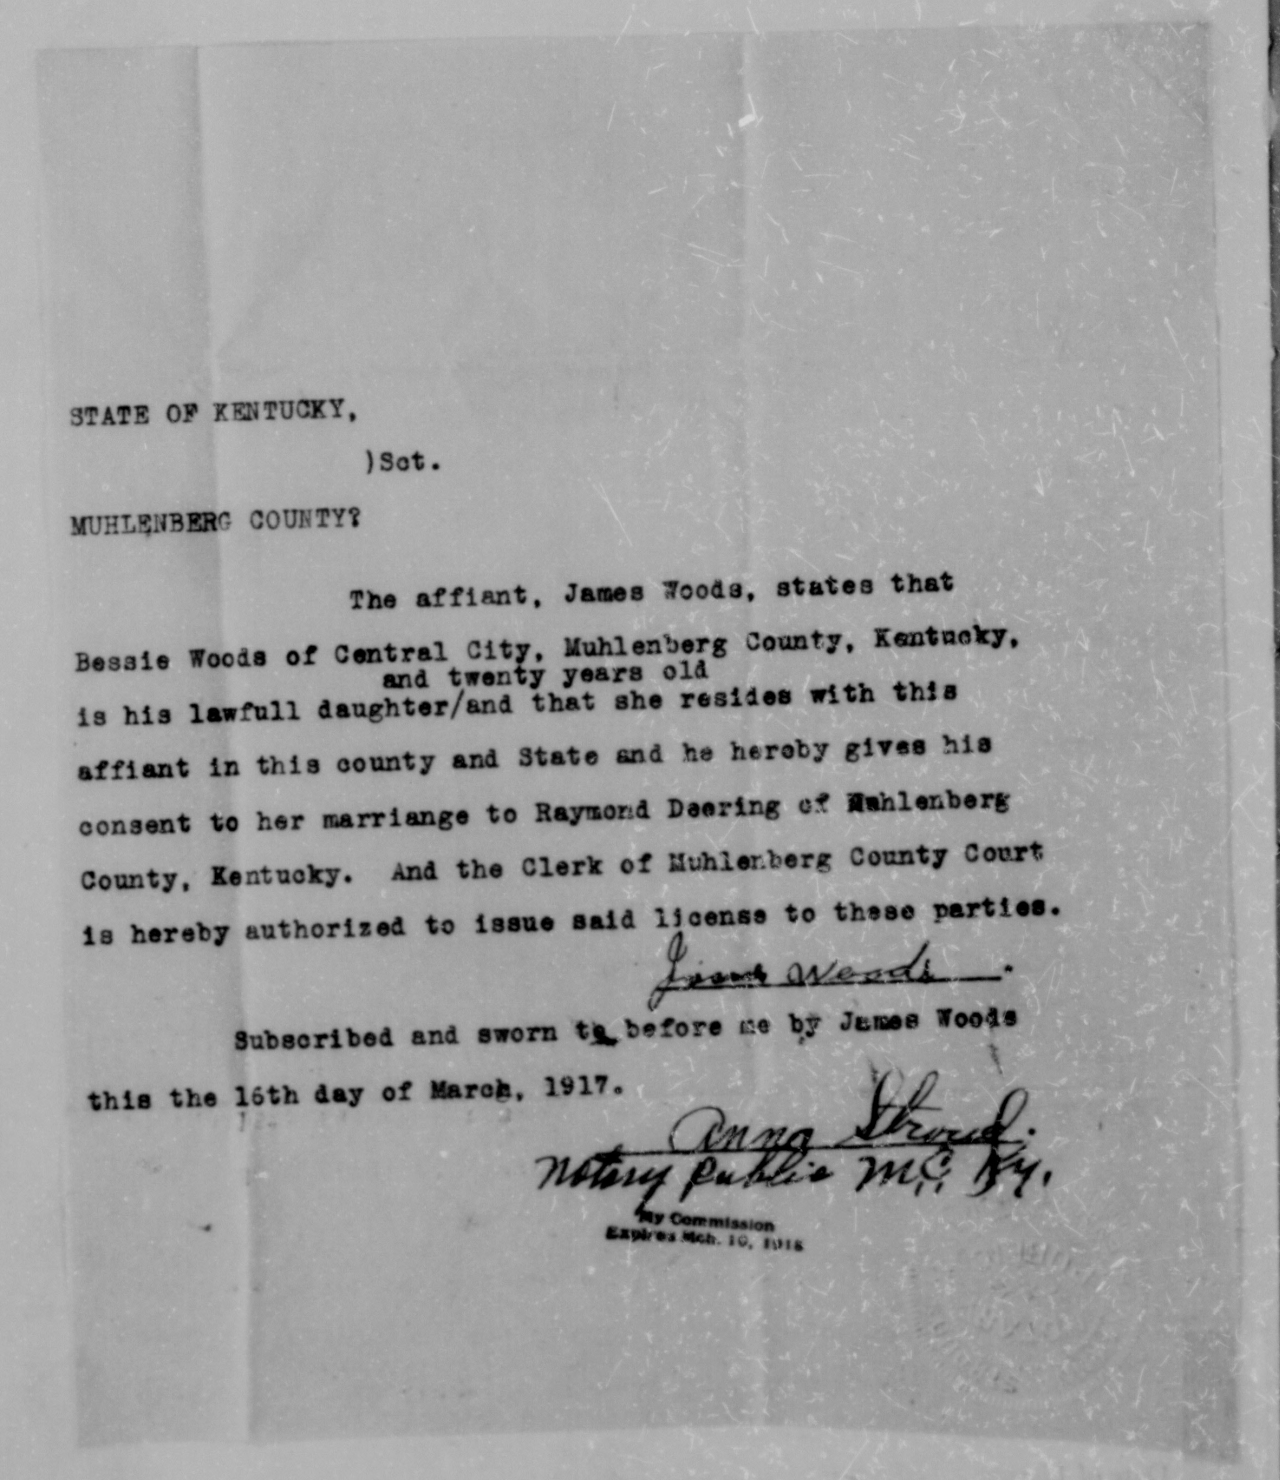 STATE OF KENTUCKY,
)Sct.
MUHLENBERG COUNTY?
The affiant, James Woods, states that
Bessie Woods of Central City, Muhlenberg County, Kentucky,
and twenty years old
is his lawfull daughter/and that she resides with this
affiant in this county and State and he hereby gives his
consent to her marriange to Raymond Deering of Muhlenberg
County, Kentucky. And the Clerk of Muhlenberg County Court
is hereby authorized to issue said license to these parties.
James Woods.
Subscribed and sworn to before me by James Woods
this the 16th day of March, 1917.
Anna Stroud.
Notary Public M.C. Ky.
My Commission
Expires Mch. 10, 1918